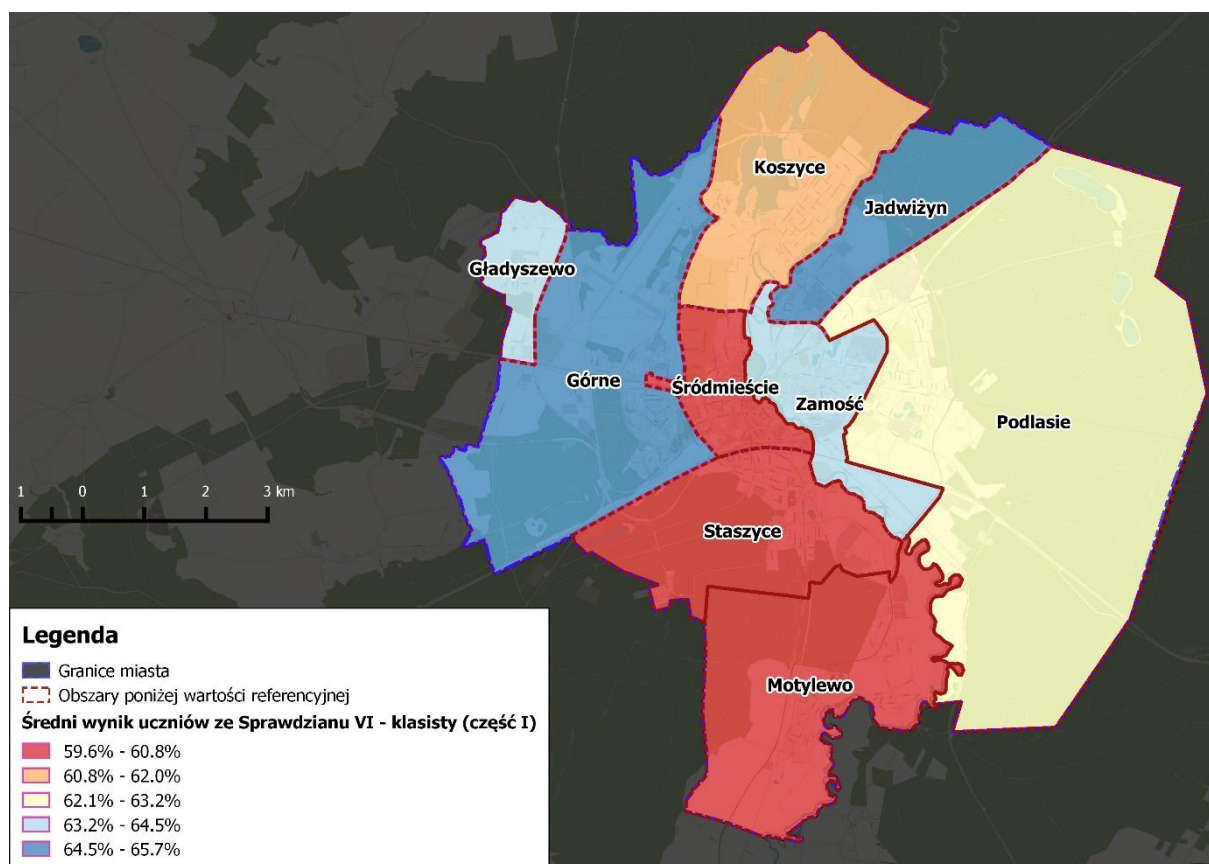 Koszyce
Jadwiżyn
Gładyszewo
Górne
Śródmieście
Zamość
Podlasie
1 0 1 2 3 km
Staszyce
Motylewo
Legenda
Granice miasta
Obszary poniżej wartości referencyjnej
Średni wynik uczniów ze Sprawdzianu VI - klasisty (część I)
59.6% - 60.8%
60.8% - 62.0%
62.1% - 63.2%
63.2% - 64.5%
64.5% - 65.7%